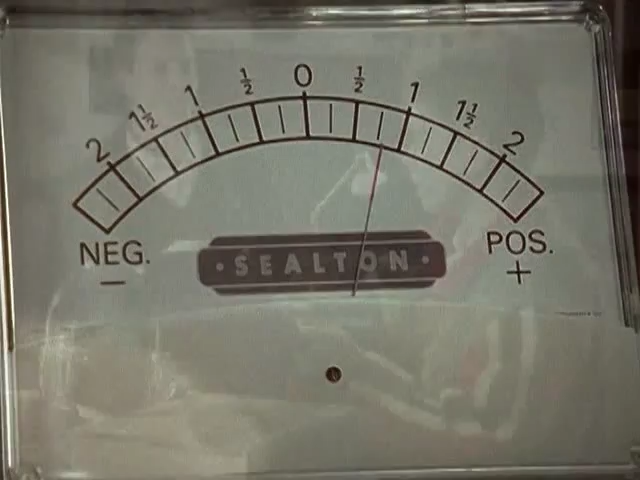 2 1½ 1 ½ 0 ½ 1 1½ 2
NEG. POS.
− +
• SEALTON •